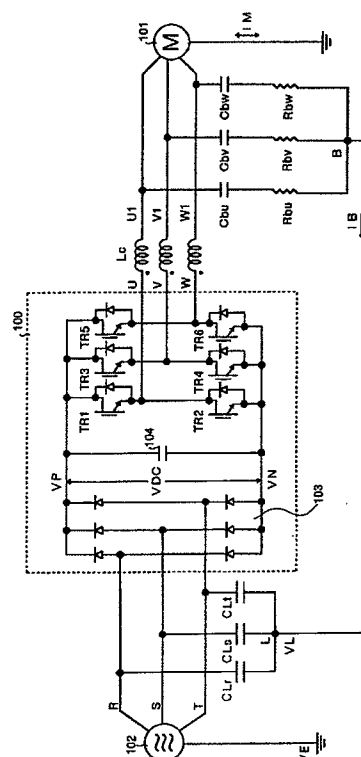 100
101
M
IM
U1
V1
W1
Lc
U
V
W
Cbu
Cbv
Cbw
Rbu
Rbv
Rbw
B
IB
TR1
TR3
TR5
TR2
TR4
TR6
104
VP
VDC
VN
103
R
S
T
102
CLr
CLs
CLt
L
VL
VE